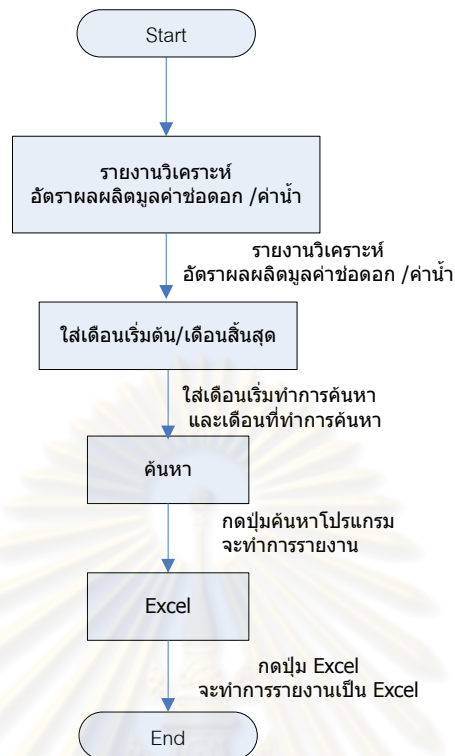 Start
รายงานวิเคราะห์
อัตราผลผลิตมูลค่าช่อดอก /ค่าน้ำ
รายงานวิเคราะห์
อัตราผลผลิตมูลค่าช่อดอก /ค่าน้ำ
ใส่เดือนเริ่มต้น/เดือนสิ้นสุด
ใส่เดือนเริ่มทำการค้นหา
และเดือนที่ทำการค้นหา
ค้นหา
กดปุ่มค้นหาโปรแกรม
จะทำการรายงาน
Excel
กดปุ่ม Excel
จะทำการรายงานเป็น Excel
End